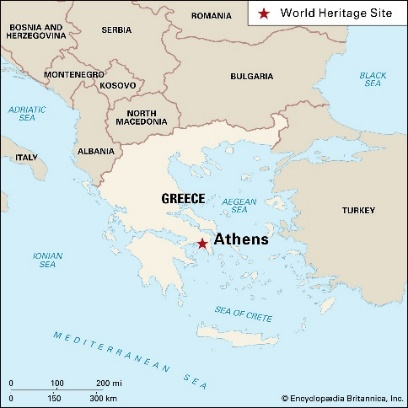 World Heritage Site
BOSNIA AND
HERZEGOVINA
SERBIA
ROMANIA
MONTENEGRO
KOSOVO
BULGARIA
BLACK
SEA
ADRIATIC
SEA
NORTH
MACEDONIA
ITALY
ALBANIA
GREECE
AEGEAN
SEA
TURKEY
Athens
IONIAN
SEA
SEA OF CRETE
MEDITERRANEAN SEA
0 100 200 mi
0 150 300 km
© Encyclopædia Britannica, Inc.